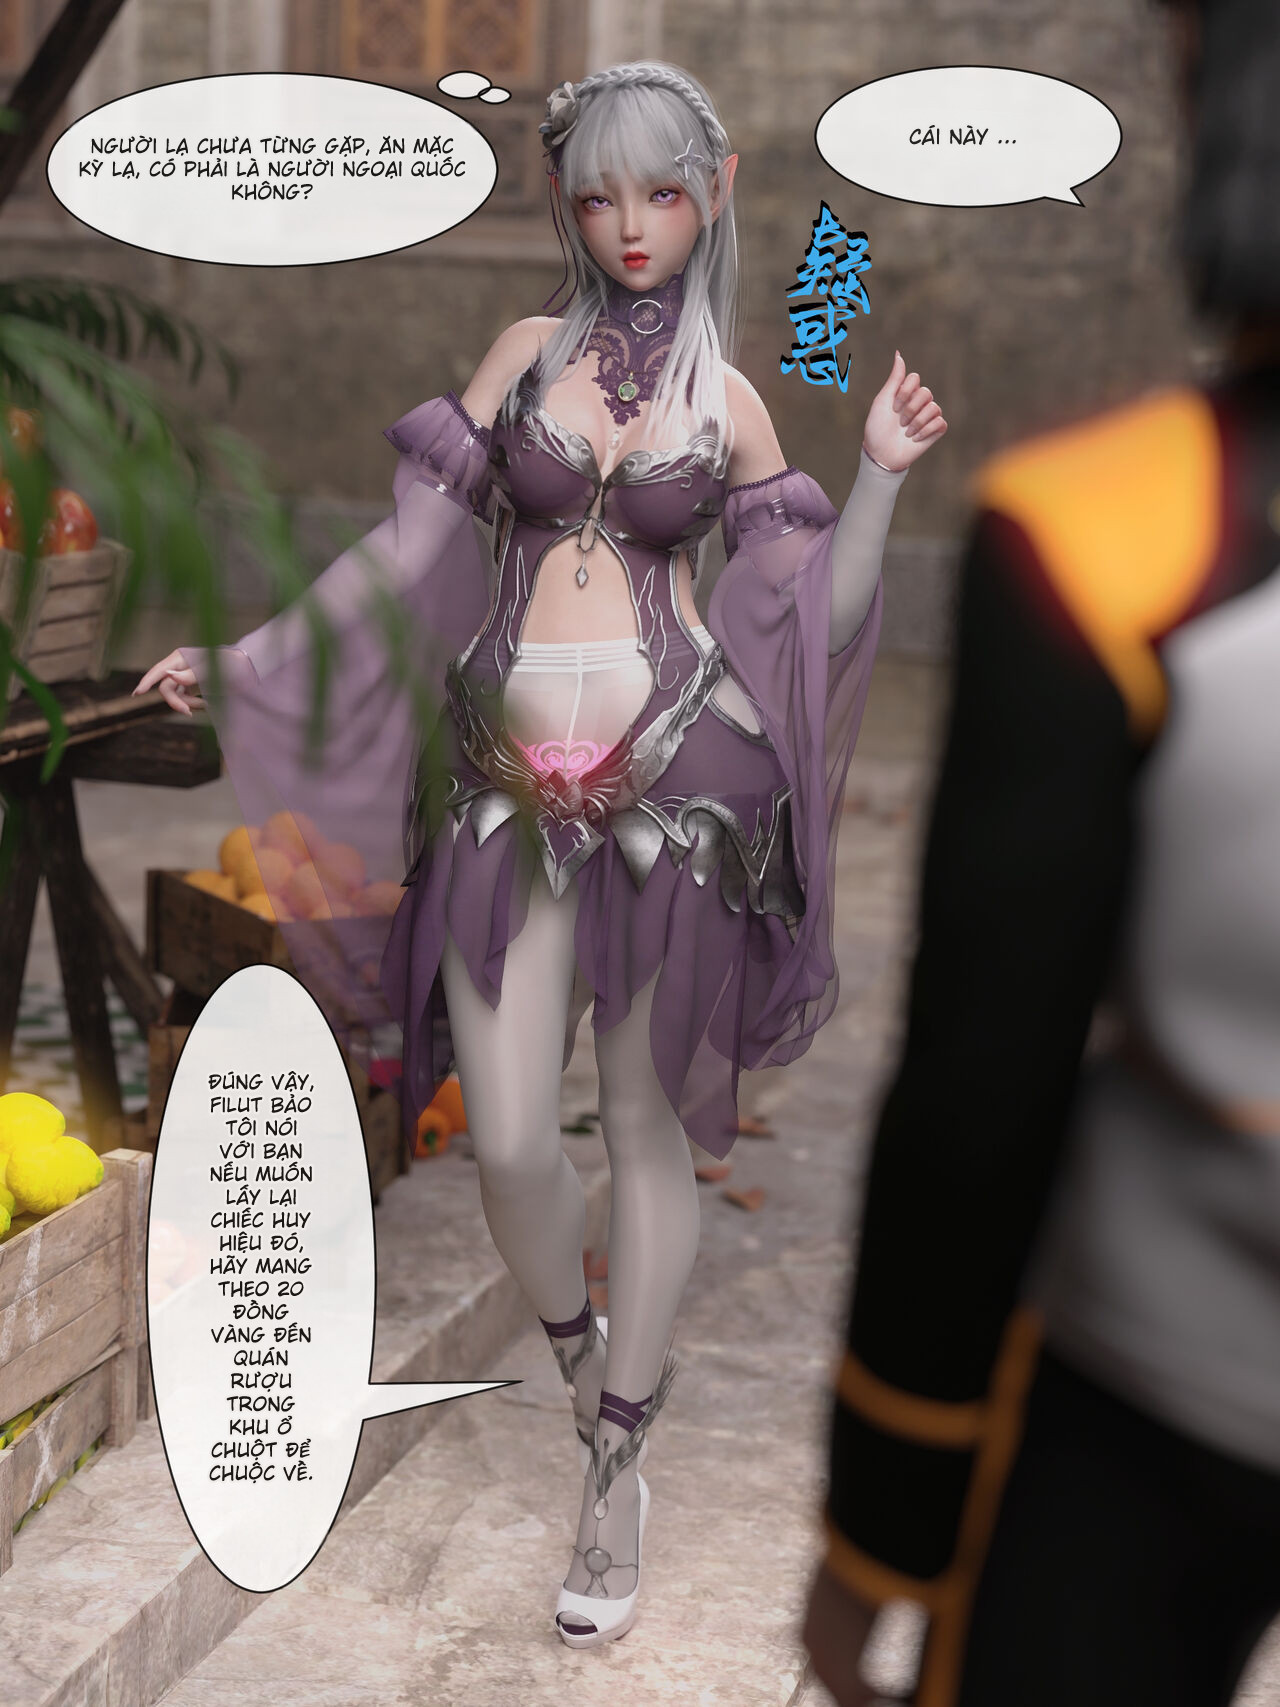 NGƯỜI LẠ CHƯA TỪNG GẶP, ĂN MẶC
KỲ LẠ, CÓ PHẢI LÀ NGƯỜI NGOẠI QUỐC
KHÔNG?
CÁI NÀY ...
疑惑
ĐÚNG VẬY,
FILUT BẢO
TÔI NÓI
VỚI BẠN
NẾU MUỐN
LẤY LẠI
CHIẾC HUY
HIỆU ĐÓ,
HÃY MANG
THEO 20
ĐỒNG
VÀNG ĐẾN
QUÁN
RƯỢU
TRONG
KHU Ổ
CHUỘT ĐỂ
CHUỘC VỀ.